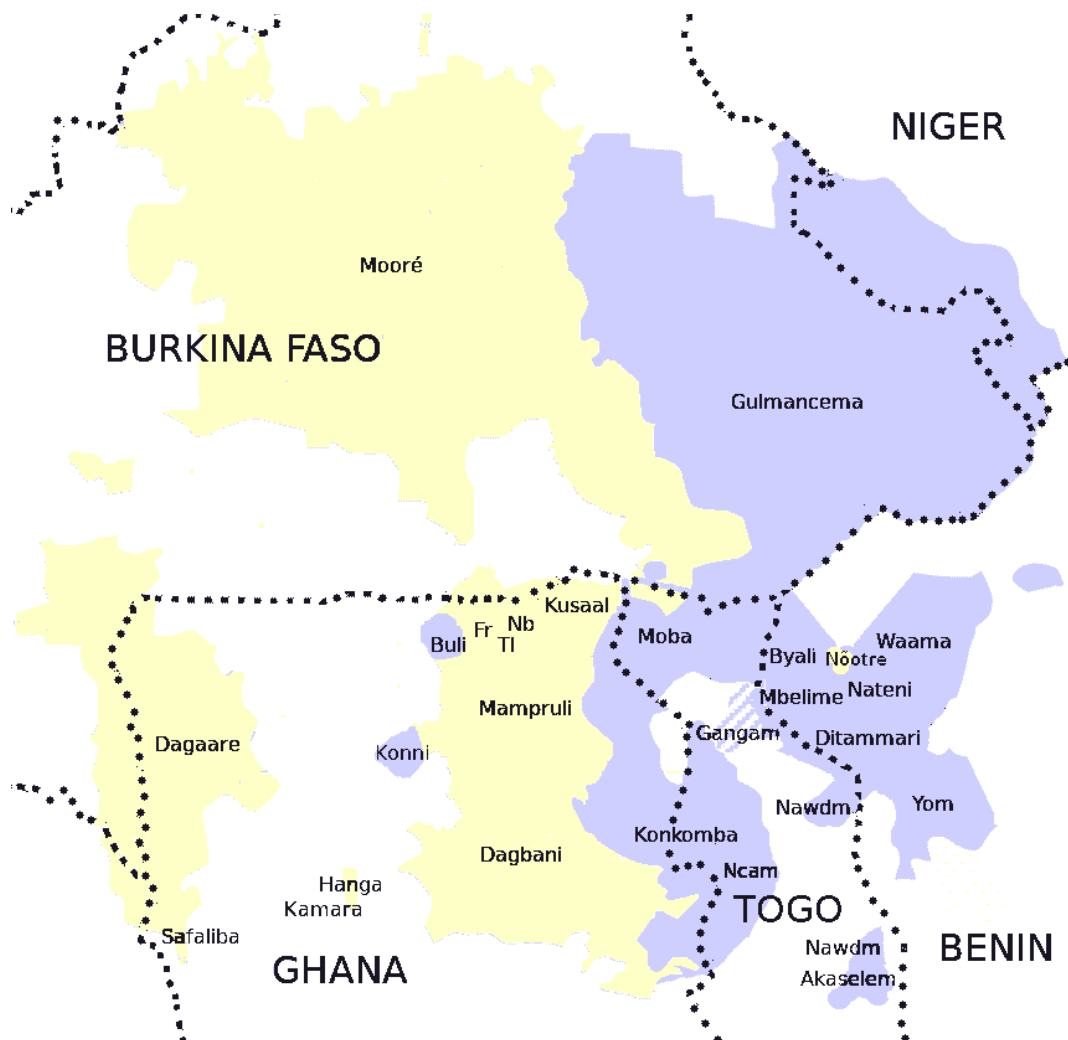 NIGER
Mooré
BURKINA FASO
Gulmancema
Kusaal
Nb
Fr
Tl
Buli
Moba
Waama
Byali
Nõotre
Nateni
Mbelime
Mampruli
Gangam
Ditammari
Dagaare
Konni
Nawdm
Yom
Konkomba
Dagbani
Ncam
Hanga
Kamara
TOGO
Safaliba
Nawdm
BENIN
GHANA
Akaselem